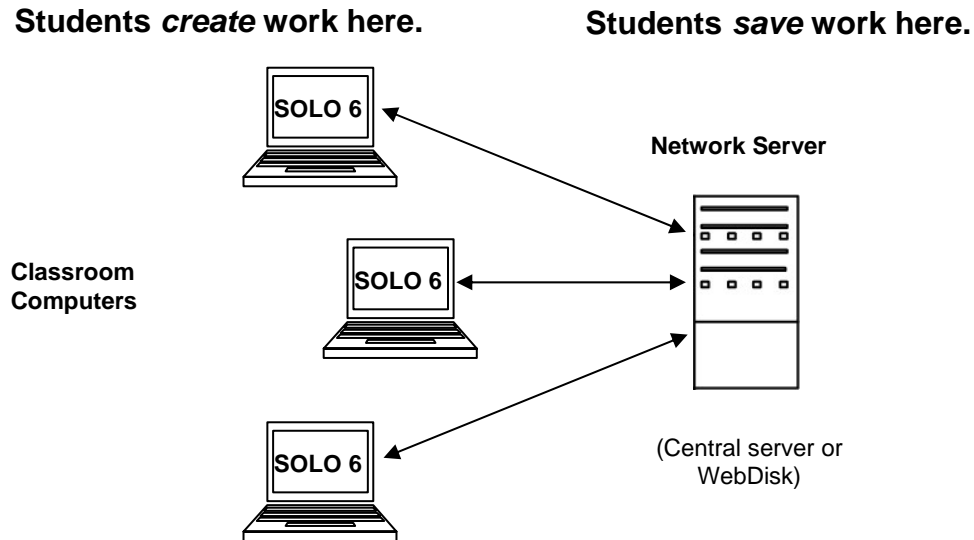 Students create work here.
Students save work here.
SOLO 6
Network Server
Classroom
Computers
SOLO 6
SOLO 6
(Central server or
WebDisk)